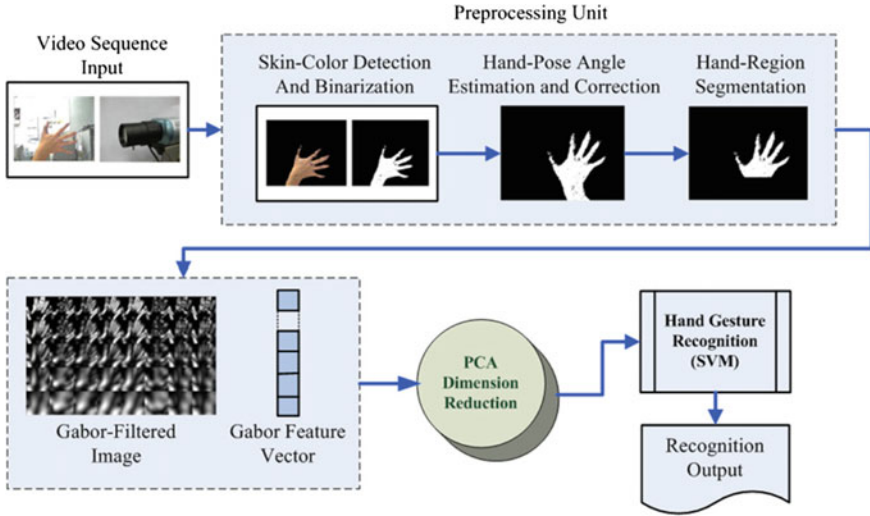 Preprocessing Unit
Video Sequence
Input
Skin-Color Detection
And Binarization
Hand-Pose Angle
Estimation and Correction
Hand-Region
Segmentation
Gabor-Filtered
Image
Gabor Feature
Vector
PCA
Dimension
Reduction
Hand Gesture
Recognition
(SVM)
Recognition
Output